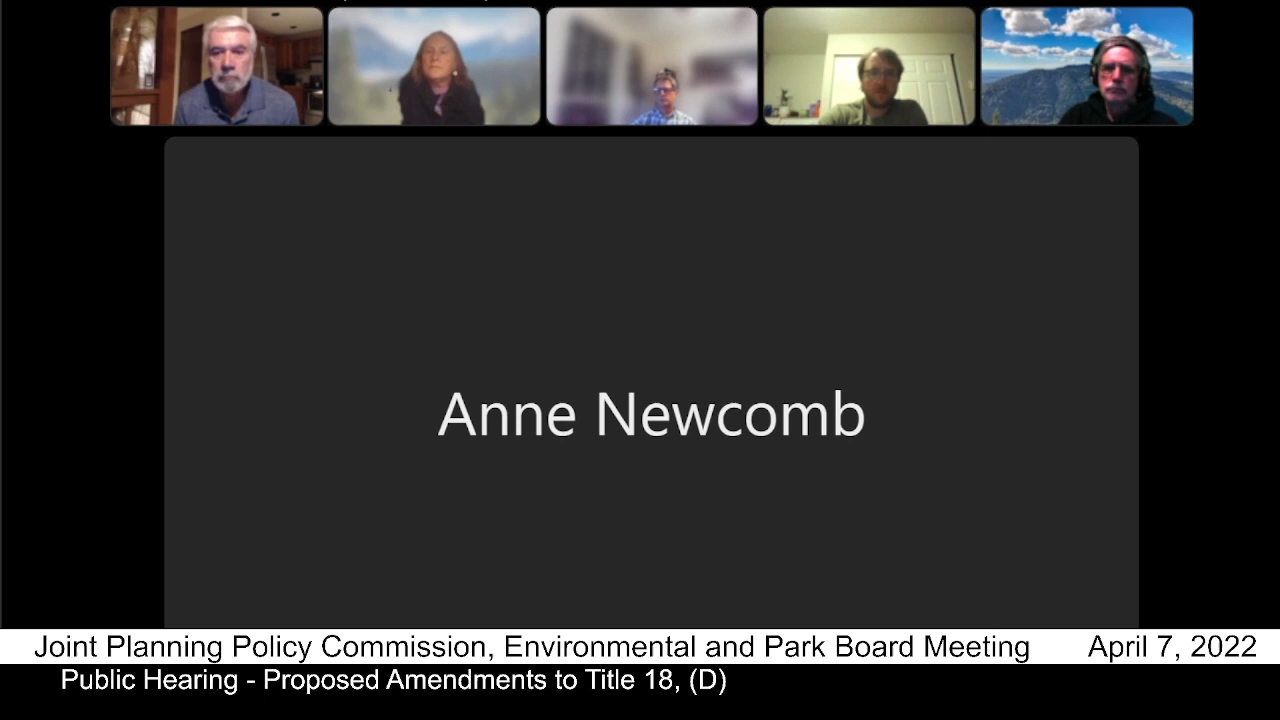 Anne Newcomb
Joint Planning Policy Commission, Environmental and Park Board Meeting April 7, 2022
Public Hearing - Proposed Amendments to Title 18, (D)